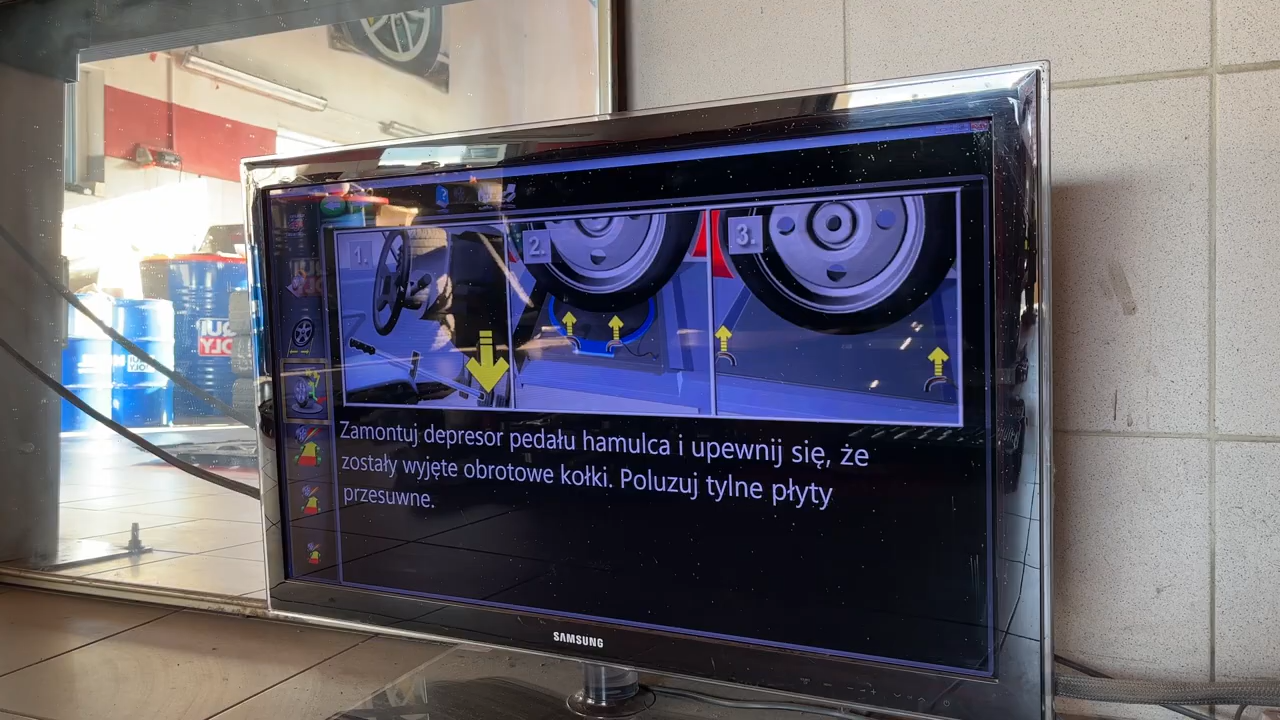 1.
2.
3.
Zamontuj depresor pedału hamulca i upewnij się, że
zostały wyjęte obrotowe kołki. Poluzuj tylne płyty
przesuwne.
SAMSUNG